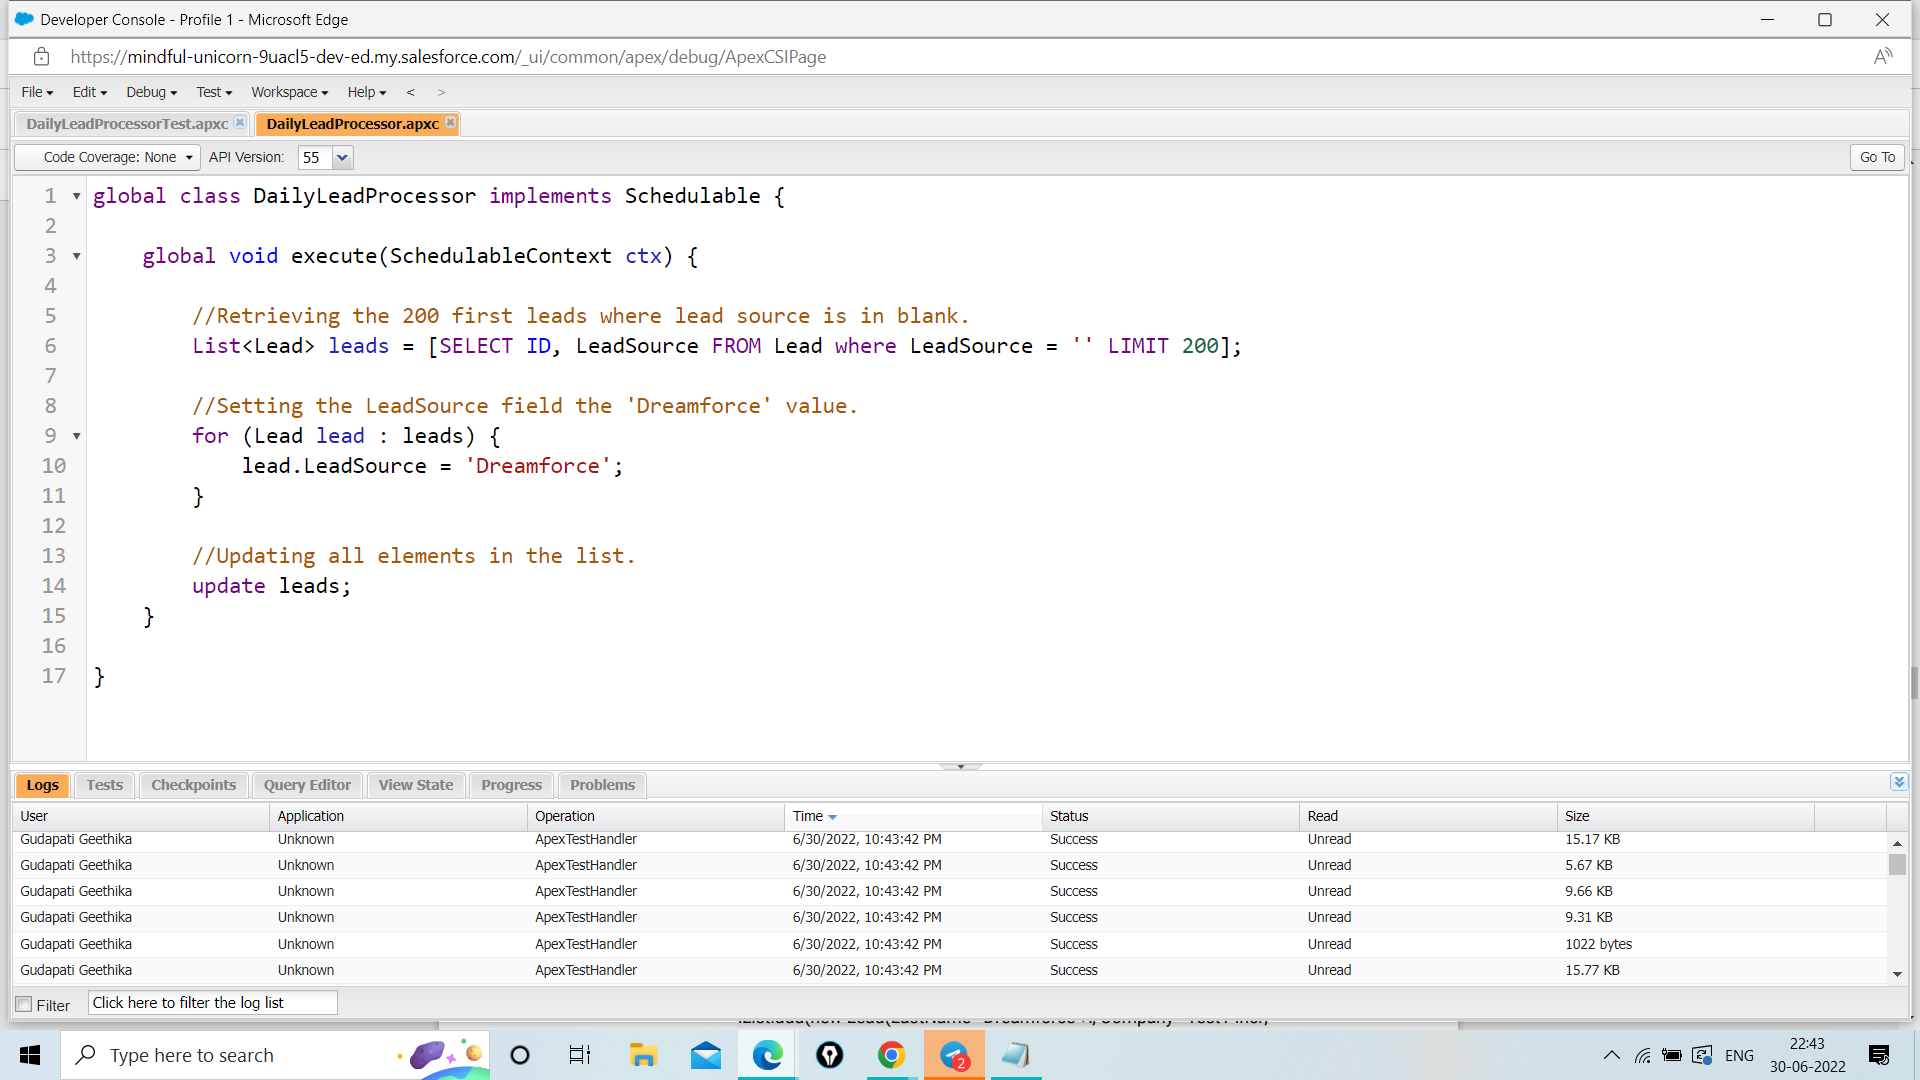 Developer Console - Profile 1 - Microsoft Edge
https://mindful-unicorn-9uacl5-dev-ed.my.salesforce.com/_ui/common/apex/debug/ApexCSIPage
File Edit Debug Test Workspace Help < >
DailyLeadProcessorTest.apxc DailyLeadProcessor.apxc
Code Coverage: None API Version: 55 Go To
1 global class DailyLeadProcessor implements Schedulable {
2
3 global void execute(SchedulableContext ctx) {
4
5 //Retrieving the 200 first leads where lead source is in blank.
6 List<Lead> leads = [SELECT ID, LeadSource FROM Lead where LeadSource = '' LIMIT 200];
7
8 //Setting the LeadSource field the 'Dreamforce' value.
9 for (Lead lead : leads) {
10 lead.LeadSource = 'Dreamforce';
11 }
12
13 //Updating all elements in the list.
14 update leads;
15 }
16
17 }
Logs Tests Checkpoints Query Editor View State Progress Problems
User Application Operation Time Status Read Size
Gudapati Geethika Unknown ApexTestHandler 6/30/2022, 10:43:42 PM Success Unread 15.17 KB
Gudapati Geethika Unknown ApexTestHandler 6/30/2022, 10:43:42 PM Success Unread 5.67 KB
Gudapati Geethika Unknown ApexTestHandler 6/30/2022, 10:43:42 PM Success Unread 9.66 KB
Gudapati Geethika Unknown ApexTestHandler 6/30/2022, 10:43:42 PM Success Unread 9.31 KB
Gudapati Geethika Unknown ApexTestHandler 6/30/2022, 10:43:42 PM Success Unread 1022 bytes
Gudapati Geethika Unknown ApexTestHandler 6/30/2022, 10:43:42 PM Success Unread 15.77 KB
Filter Click here to filter the log list
Type here to search 2 ENG 22:43
30-06-2022